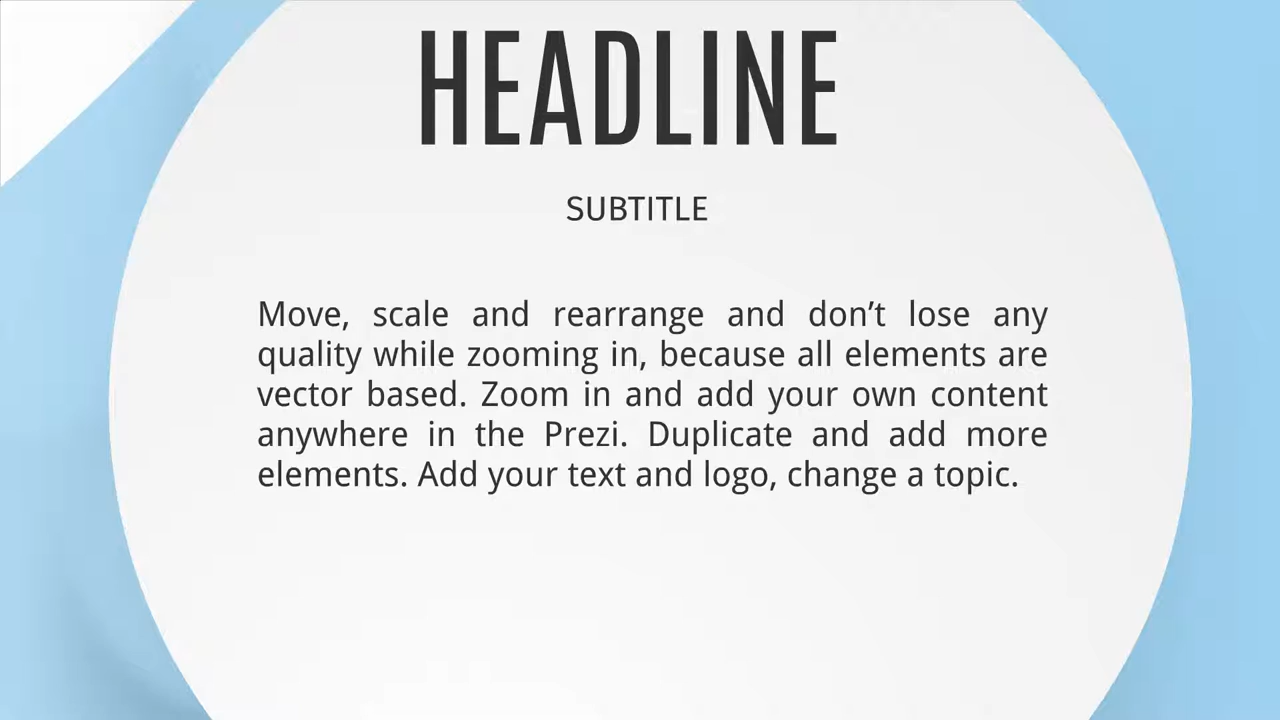 HEADLINE
SUBTITLE
Move, scale and rearrange and don’t lose any
quality while zooming in, because all elements are
vector based. Zoom in and add your own content
anywhere in the Prezi. Duplicate and add more
elements. Add your text and logo, change a topic.